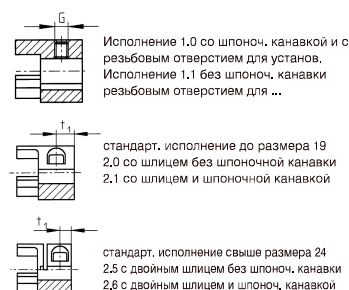 G
Исполнение 1.0 со шпоноч. канавкой и с
резьбовым отверстием для установ.
Исполнение 1.1 без шпоноч. канавки
резьбовым отверстием для ...
t1
стандарт. исполнение до размера 19
2.0 со шлицем без шпоночной канавки
2.1 со шлицем и шпоночной канавкой
t1
стандарт. исполнение свыше размера 24
2.5 с двойным шлицем без шпоноч. канавки
2.6 с двойным шлицем и шпоноч. канавкой